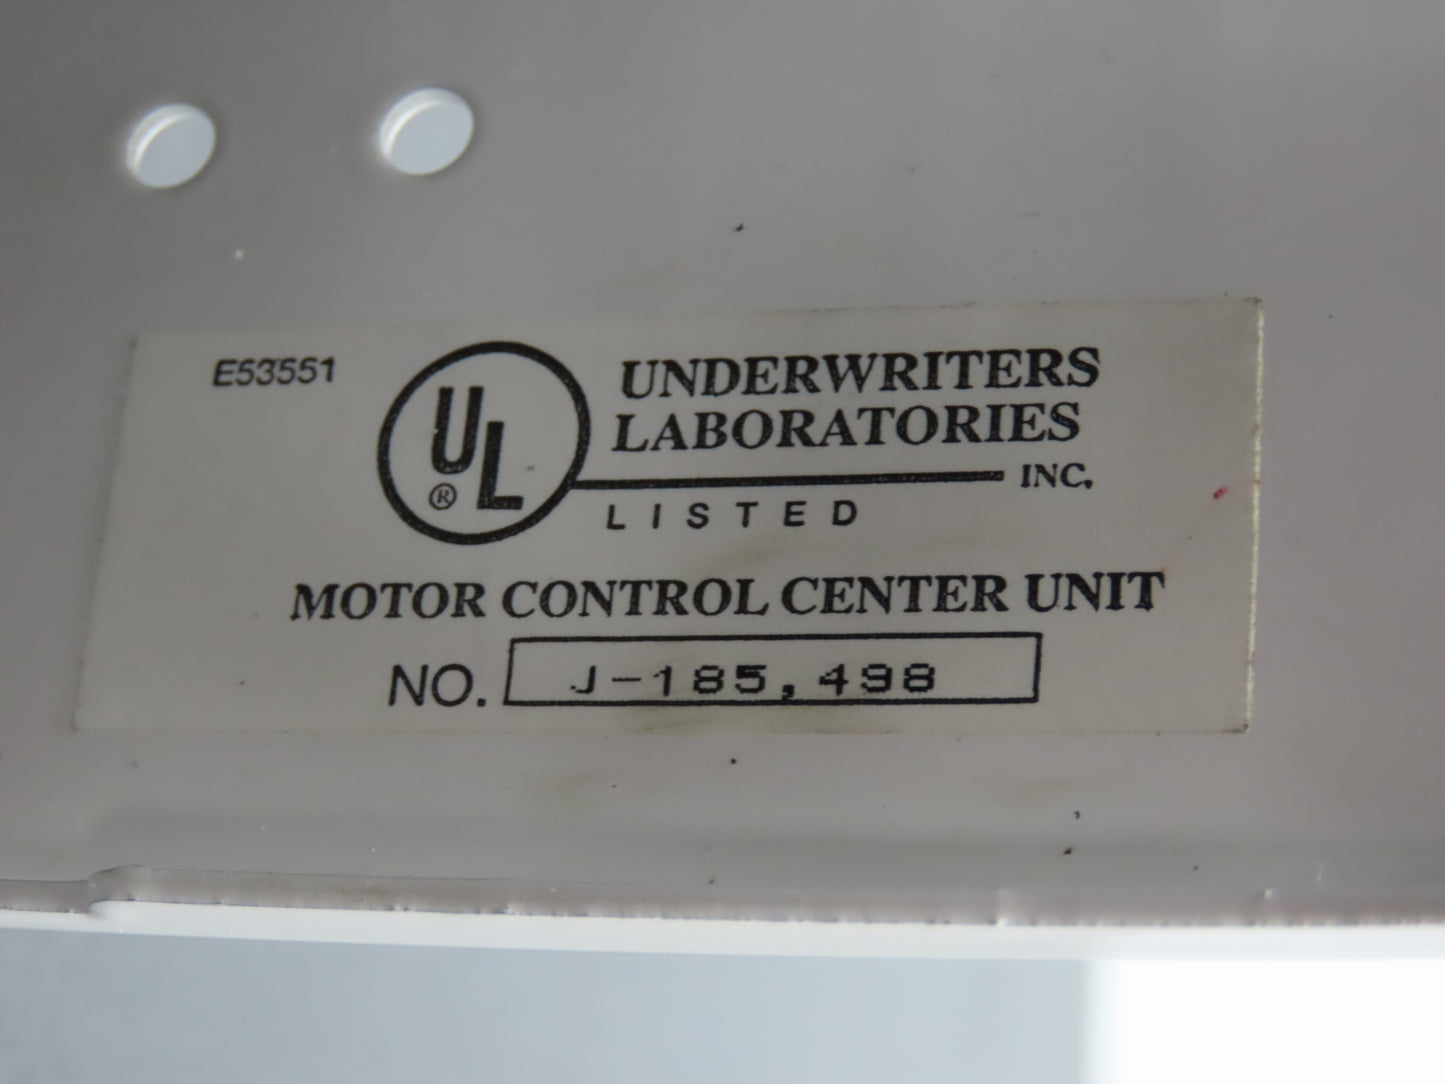 E53551
UL
®
UNDERWRITERS
LABORATORIES
INC.
LISTED
MOTOR CONTROL CENTER UNIT
NO. J-185,498